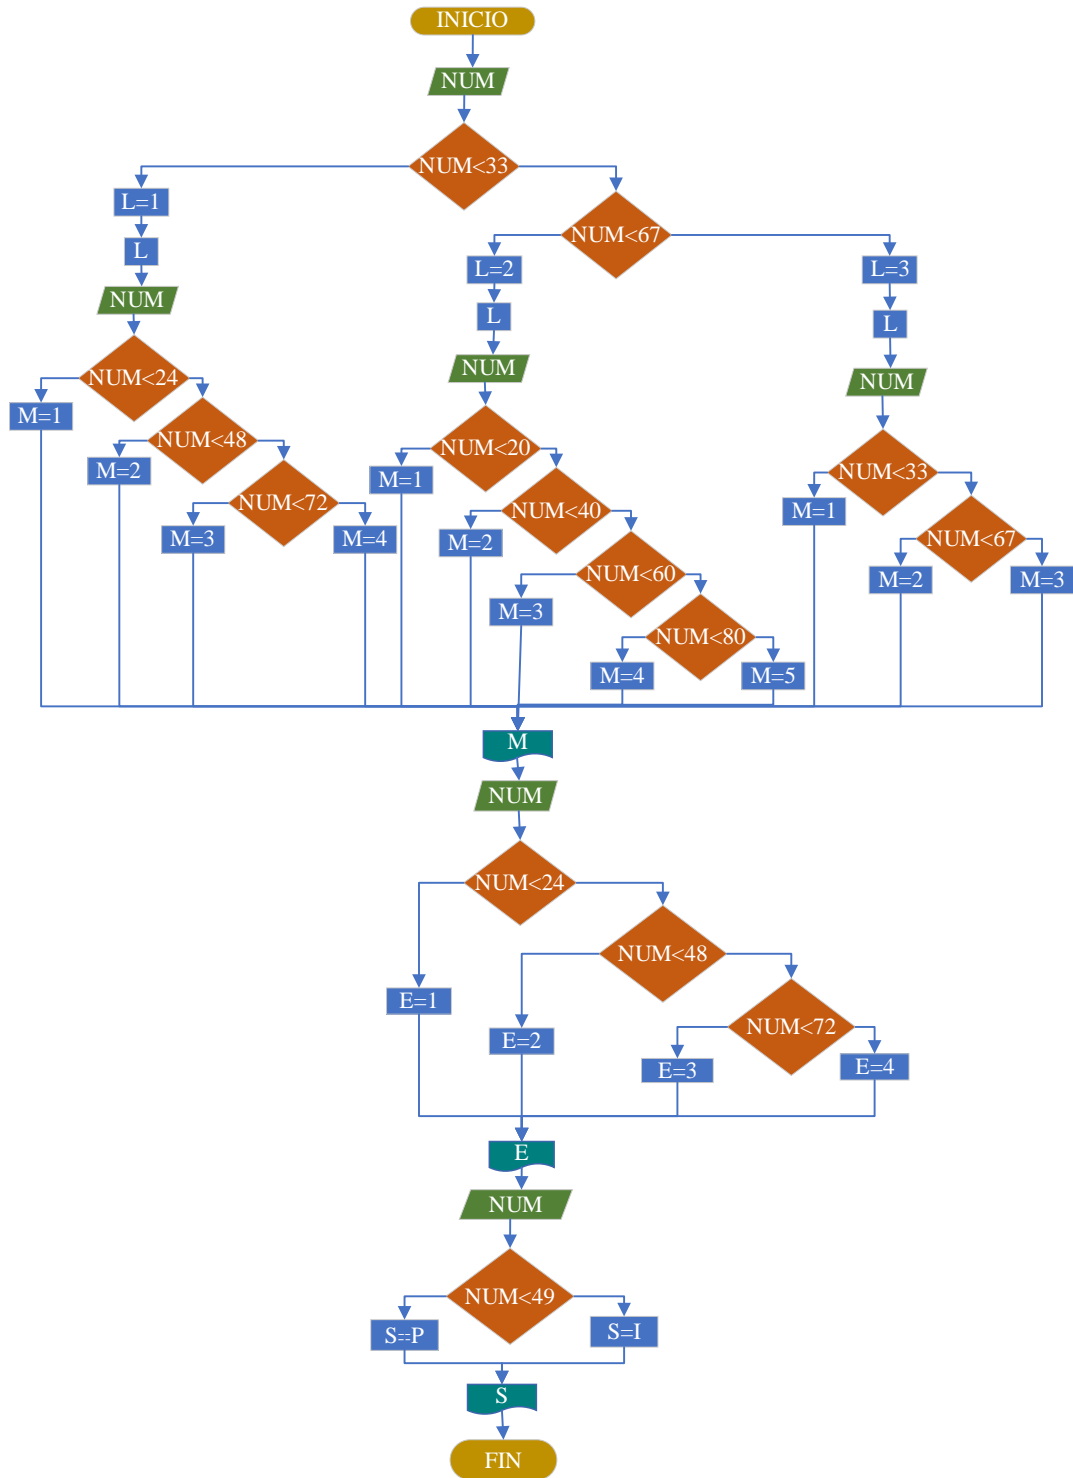 INICIO
NUM
NUM<33
L=1
NUM<67
L
L=2
L=3
NUM
L
L
NUM<24
NUM
NUM
M=1
NUM<48
NUM<20
NUM<33
M=2
NUM<72
M=1
NUM<40
M=1
NUM<67
M=3
M=4
M=2
NUM<60
M=2
M=3
M=3
NUM<80
M=4
M=5
M
NUM
NUM<24
NUM<48
E=1
NUM<72
E=2
E=3
E=4
E
NUM
NUM<49
S=P
S=I
S
FIN